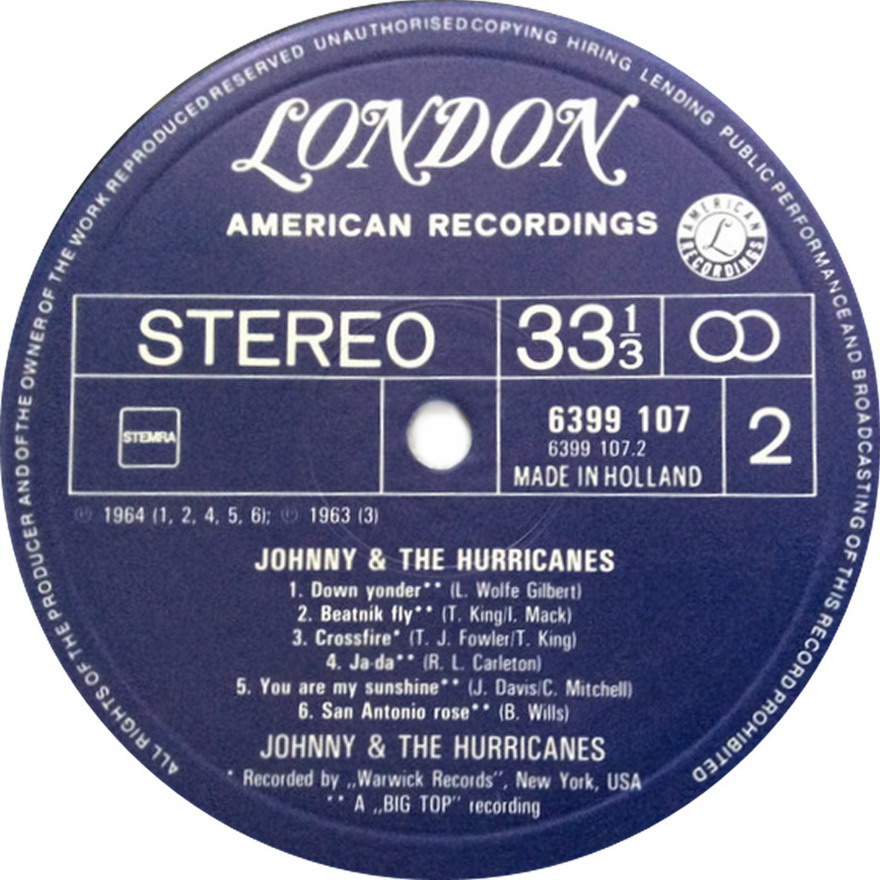 ALL RIGHTS OF THE PRODUCER AND OF THE OWNER OF THE WORK REPRODUCED RESERVED UNAUTHORISED COPYING HIRING LENDING PUBLIC PERFORMANCE AND BROADCASTING OF THIS RECORD PROHIBITED
LONDON
AMERICAN RECORDINGS
AMERICAN
L
RECORDINGS
STEREO
33 1/3
STEMRA
6399 107
6399 107.2
MADE IN HOLLAND
2
℗ 1964 (1, 2, 4, 5, 6); ℗ 1963 (3)
JOHNNY & THE HURRICANES
1. Down yonder** (L. Wolfe Gilbert)
2. Beatnik fly** (T. King/I. Mack)
3. Crossfire* (T. J. Fowler/T. King)
4. Ja-da** (R. L. Carleton)
5. You are my sunshine** (J. Davis/C. Mitchell)
6. San Antonio rose** (B. Wills)
JOHNNY & THE HURRICANES
* Recorded by „Warwick Records”, New York, USA
** A „BIG TOP” recording